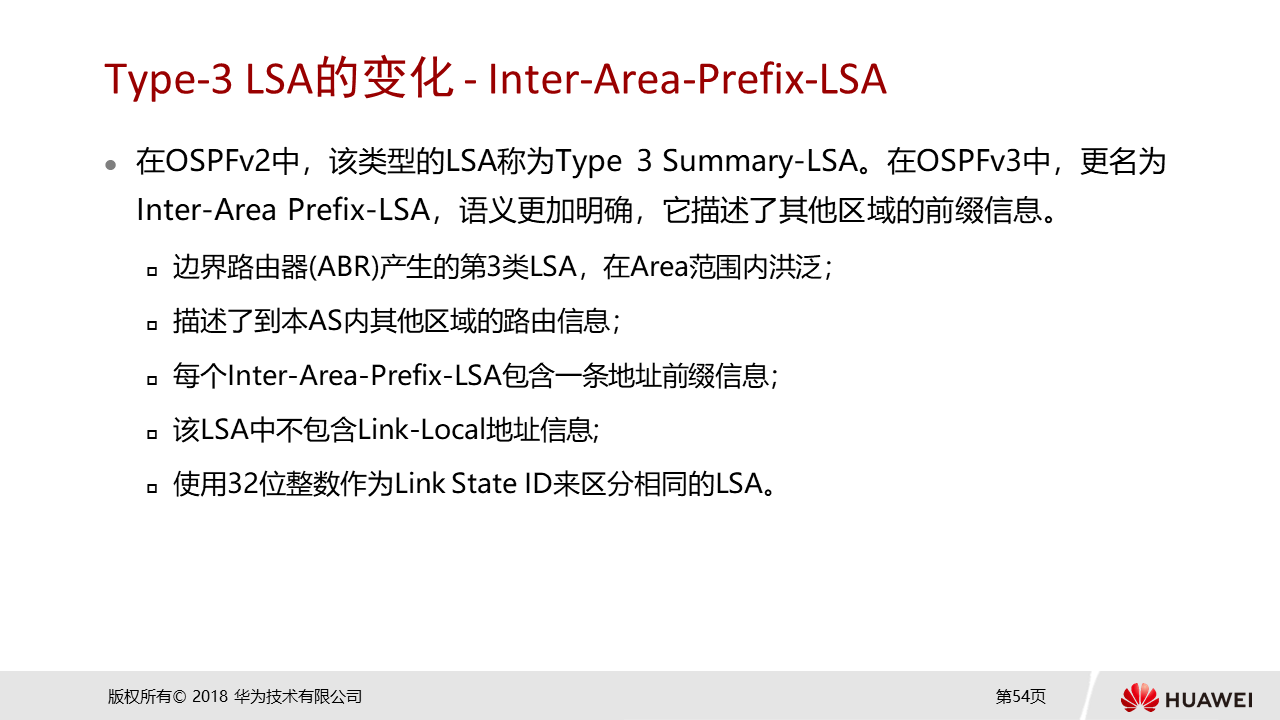 Type-3 LSA的变化 - Inter-Area-Prefix-LSA
在OSPFv2中，该类型的LSA称为Type 3 Summary-LSA。在OSPFv3中，更名为
Inter-Area Prefix-LSA，语义更加明确，它描述了其他区域的前缀信息。
边界路由器(ABR)产生的第3类LSA，在Area范围内洪泛；
描述了到本AS内其他区域的路由信息；
每个Inter-Area-Prefix-LSA包含一条地址前缀信息；
该LSA中不包含Link-Local地址信息;
使用32位整数作为Link State ID来区分相同的LSA。
版权所有© 2018 华为技术有限公司
第54页
HUAWEI